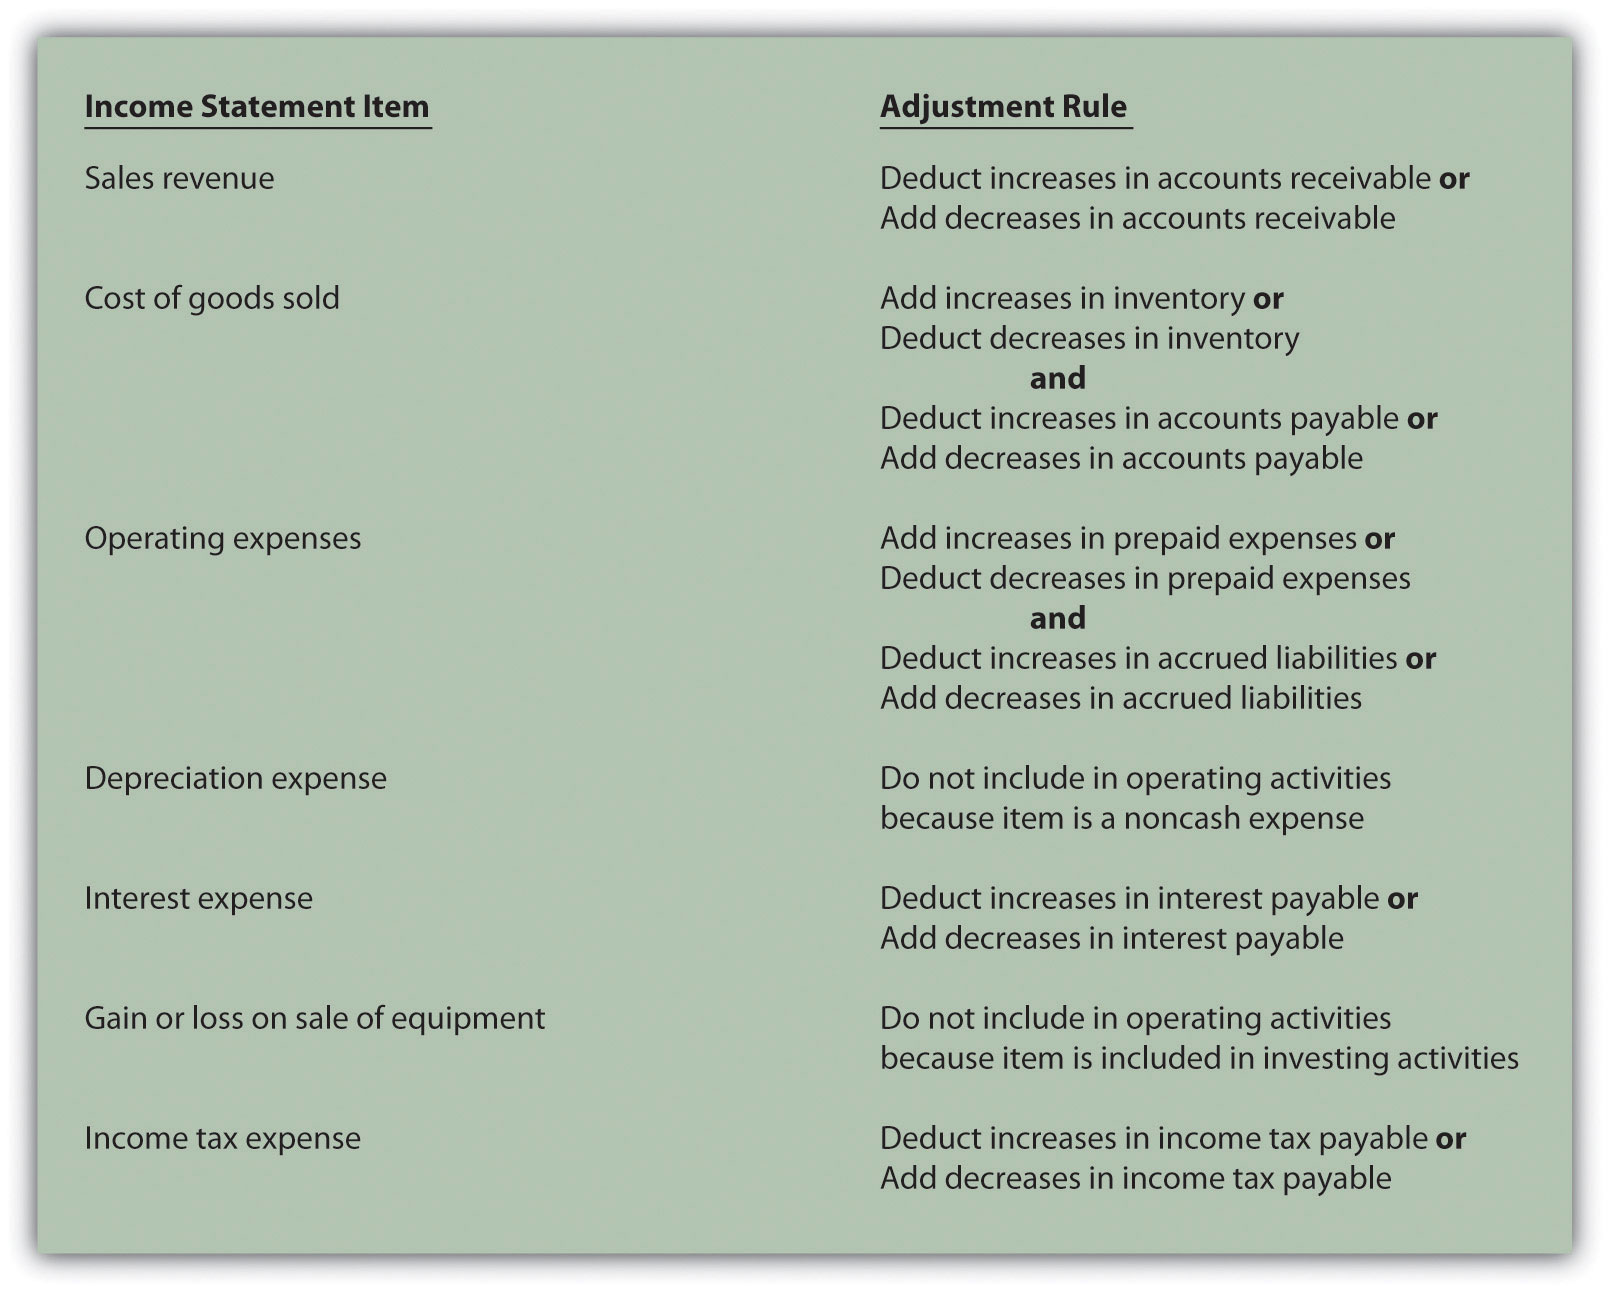 Income Statement Item Adjustment Rule
Sales revenue Deduct increases in accounts receivable or
Add decreases in accounts receivable
Cost of goods sold Add increases in inventory or
Deduct decreases in inventory
and
Deduct increases in accounts payable or
Add decreases in accounts payable
Operating expenses Add increases in prepaid expenses or
Deduct decreases in prepaid expenses
and
Deduct increases in accrued liabilities or
Add decreases in accrued liabilities
Depreciation expense Do not include in operating activities
because item is a noncash expense
Interest expense Deduct increases in interest payable or
Add decreases in interest payable
Gain or loss on sale of equipment Do not include in operating activities
because item is included in investing activities
Income tax expense Deduct increases in income tax payable or
Add decreases in income tax payable